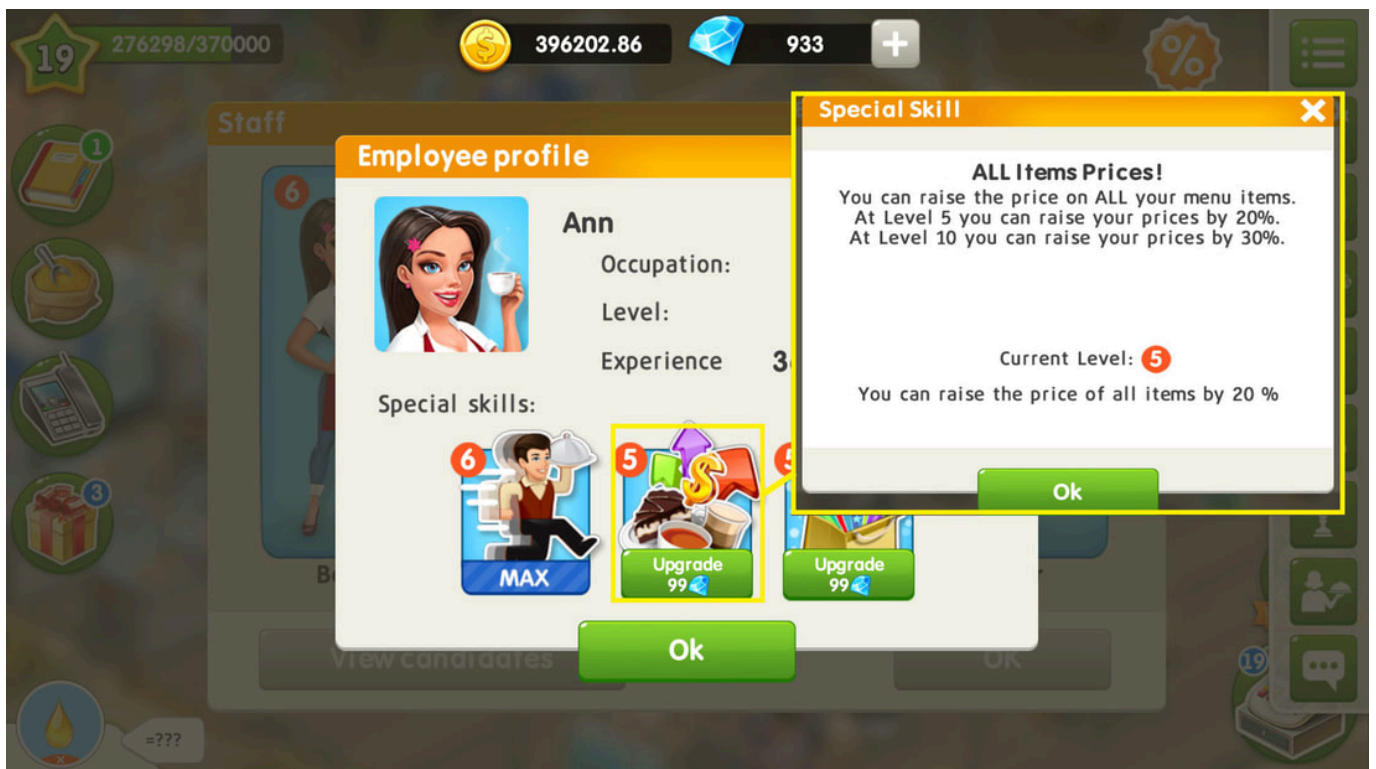 19
276298/370000
396202.86
933
+
%
Staff
1
6
Employee profile
Ann
Occupation:
Level:
Experience
Special skills:
6
MAX
5
Upgrade
99
Upgrade
99
Ok
Special Skill
ALL Items Prices!
You can raise the price on ALL your menu items.
At Level 5 you can raise your prices by 20%.
At Level 10 you can raise your prices by 30%.
Current Level: 5
You can raise the price of all items by 20 %
Ok
3
View candidates
OK
19
=???